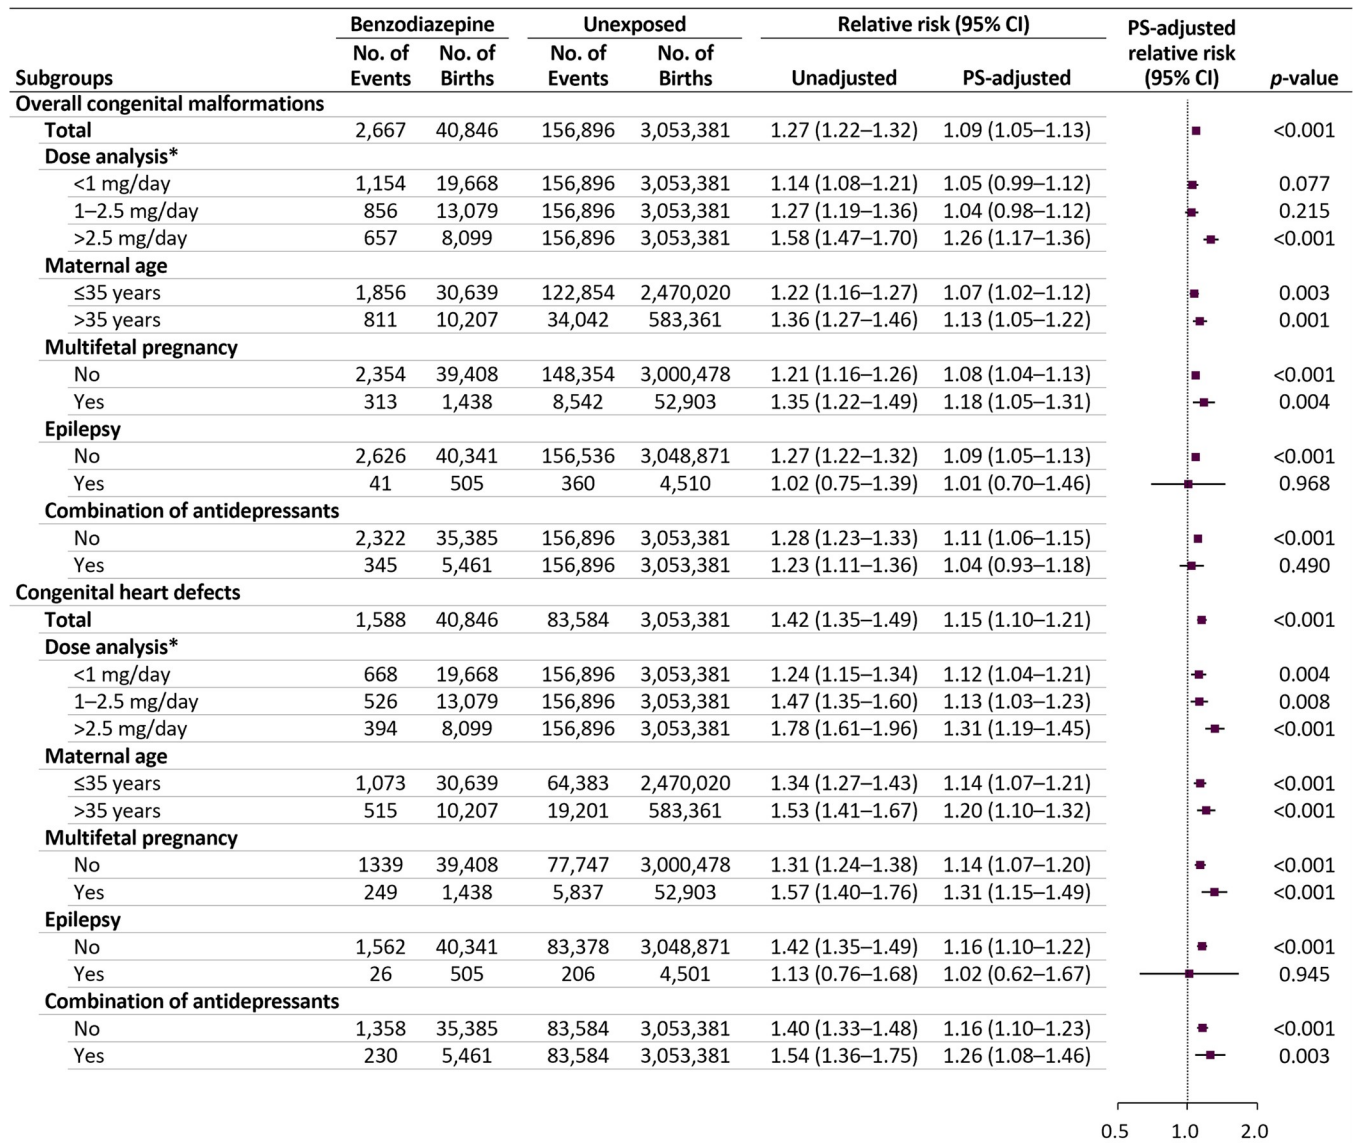 Benzodiazepine Unexposed Relative risk (95% CI) PS-adjusted
relative risk
(95% CI)
No. of No. of No. of No. of
Subgroups Events Births Events Births Unadjusted PS-adjusted p-value
Overall congenital malformations
Total 2,667 40,846 156,896 3,053,381 1.27 (1.22–1.32) 1.09 (1.05–1.13) <0.001
Dose analysis*
<1 mg/day 1,154 19,668 156,896 3,053,381 1.14 (1.08–1.21) 1.05 (0.99–1.12) 0.077
1–2.5 mg/day 856 13,079 156,896 3,053,381 1.27 (1.19–1.36) 1.04 (0.98–1.12) 0.215
>2.5 mg/day 657 8,099 156,896 3,053,381 1.58 (1.47–1.70) 1.26 (1.17–1.36) <0.001
Maternal age
≤35 years 1,856 30,639 122,854 2,470,020 1.22 (1.16–1.27) 1.07 (1.02–1.12) 0.003
>35 years 811 10,207 34,042 583,361 1.36 (1.27–1.46) 1.13 (1.05–1.22) 0.001
Multifetal pregnancy
No 2,354 39,408 148,354 3,000,478 1.21 (1.16–1.26) 1.08 (1.04–1.13) <0.001
Yes 313 1,438 8,542 52,903 1.35 (1.22–1.49) 1.18 (1.05–1.31) 0.004
Epilepsy
No 2,626 40,341 156,536 3,048,871 1.27 (1.22–1.32) 1.09 (1.05–1.13) <0.001
Yes 41 505 360 4,510 1.02 (0.75–1.39) 1.01 (0.70–1.46) 0.968
Combination of antidepressants
No 2,322 35,385 156,896 3,053,381 1.28 (1.23–1.33) 1.11 (1.06–1.15) <0.001
Yes 345 5,461 156,896 3,053,381 1.23 (1.11–1.36) 1.04 (0.93–1.18) 0.490
Congenital heart defects
Total 1,588 40,846 83,584 3,053,381 1.42 (1.35–1.49) 1.15 (1.10–1.21) <0.001
Dose analysis*
<1 mg/day 668 19,668 156,896 3,053,381 1.24 (1.15–1.34) 1.12 (1.04–1.21) 0.004
1–2.5 mg/day 526 13,079 156,896 3,053,381 1.47 (1.35–1.60) 1.13 (1.03–1.23) 0.008
>2.5 mg/day 394 8,099 156,896 3,053,381 1.78 (1.61–1.96) 1.31 (1.19–1.45) <0.001
Maternal age
≤35 years 1,073 30,639 64,383 2,470,020 1.34 (1.27–1.43) 1.14 (1.07–1.21) <0.001
>35 years 515 10,207 19,201 583,361 1.53 (1.41–1.67) 1.20 (1.10–1.32) <0.001
Multifetal pregnancy
No 1339 39,408 77,747 3,000,478 1.31 (1.24–1.38) 1.14 (1.07–1.20) <0.001
Yes 249 1,438 5,837 52,903 1.57 (1.40–1.76) 1.31 (1.15–1.49) <0.001
Epilepsy
No 1,562 40,341 83,378 3,048,871 1.42 (1.35–1.49) 1.16 (1.10–1.22) <0.001
Yes 26 505 206 4,501 1.13 (0.76–1.68) 1.02 (0.62–1.67) 0.945
Combination of antidepressants
No 1,358 35,385 83,584 3,053,381 1.40 (1.33–1.48) 1.16 (1.10–1.23) <0.001
Yes 230 5,461 83,584 3,053,381 1.54 (1.36–1.75) 1.26 (1.08–1.46) 0.003
0.5 1.0 2.0